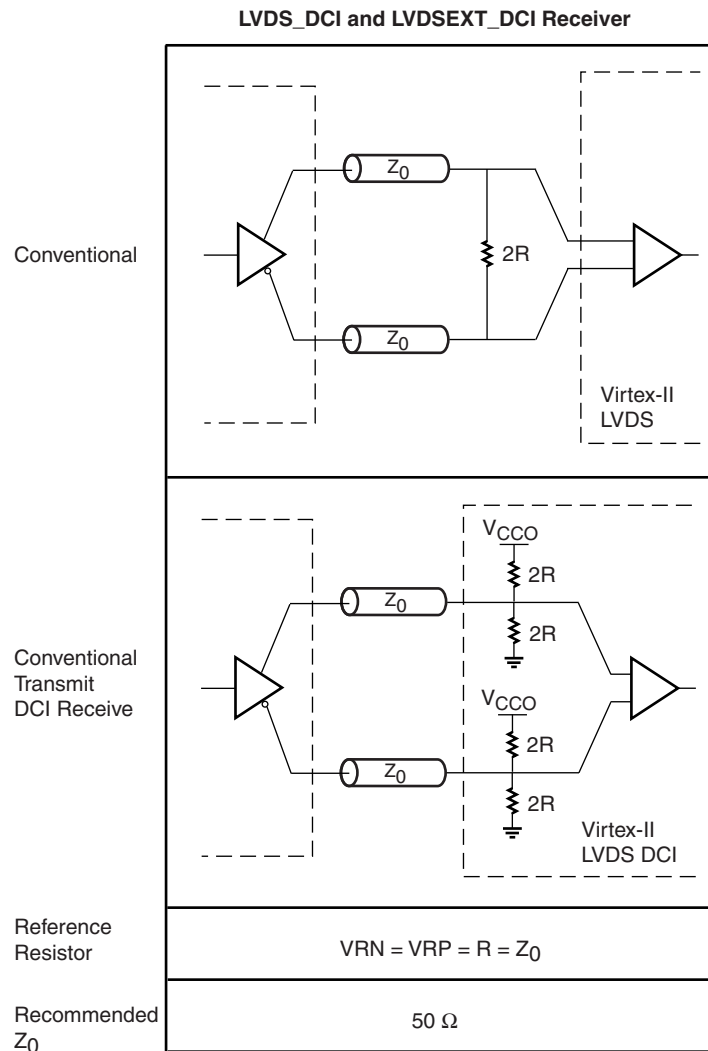 LVDS_DCI and LVDSEXT_DCI Receiver
Conventional
Z0
2R
Z0
Virtex-II
LVDS
Conventional
Transmit
DCI Receive
VCCO
2R
Z0
2R
VCCO
2R
Z0
2R
Virtex-II
LVDS DCI
Reference
Resistor
VRN = VRP = R = Z0
Recommended
Z0
50 Ω